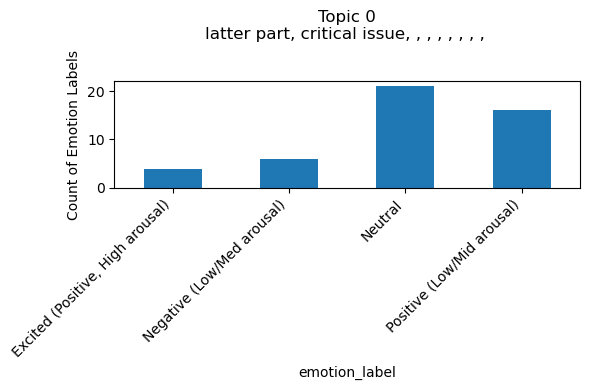 Topic 0
latter part, critical issue, , , , , , , ,
Count of Emotion Labels
20
10
0
Excited (Positive, High arousal)
Negative (Low/Med arousal)
Neutral
Positive (Low/Mid arousal)
emotion_label